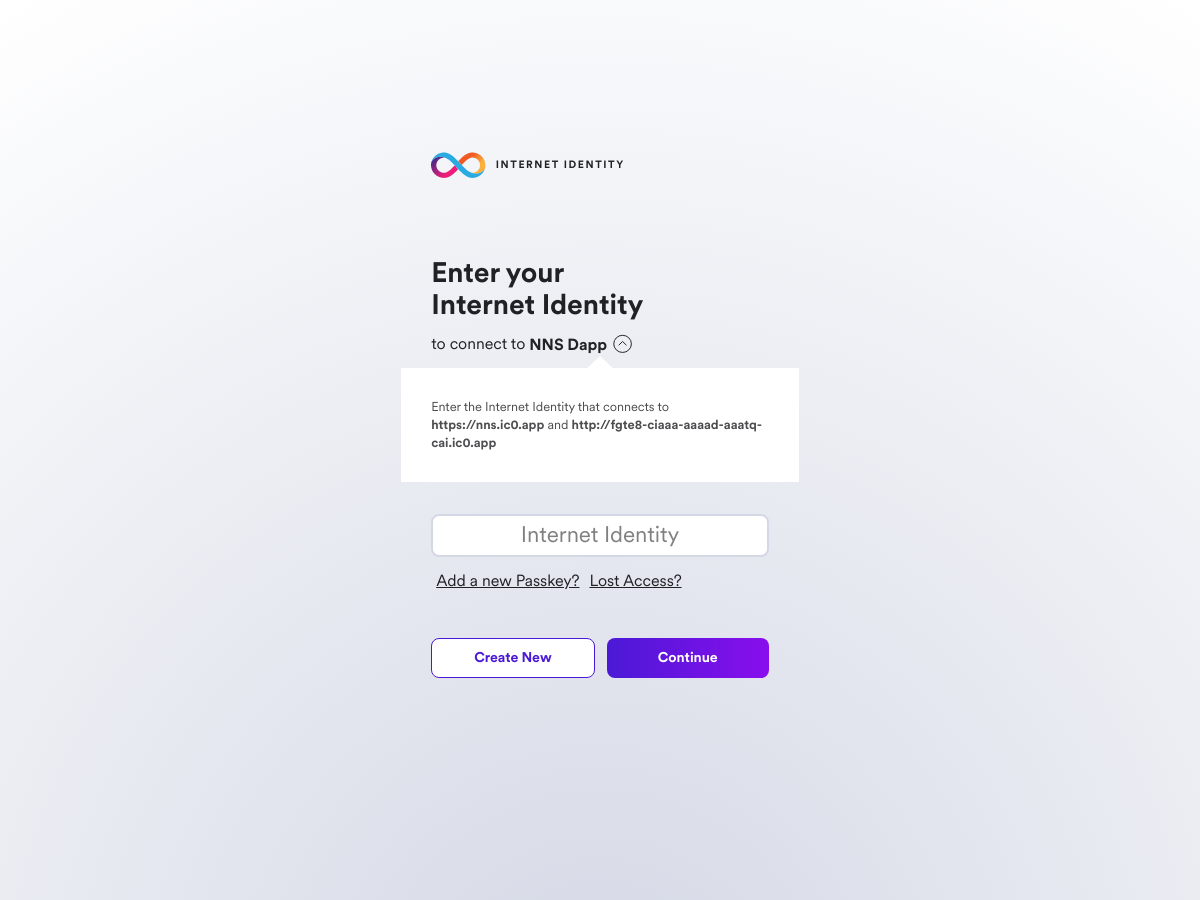 INTERNET IDENTITY
Enter your
Internet Identity
to connect to NNS Dapp
Enter the Internet Identity that connects to
https://nns.ic0.app and http://fgte8-ciaaa-aaaad-aaatq-
cai.ic0.app
Internet Identity
Add a new Passkey? Lost Access?
Create New Continue